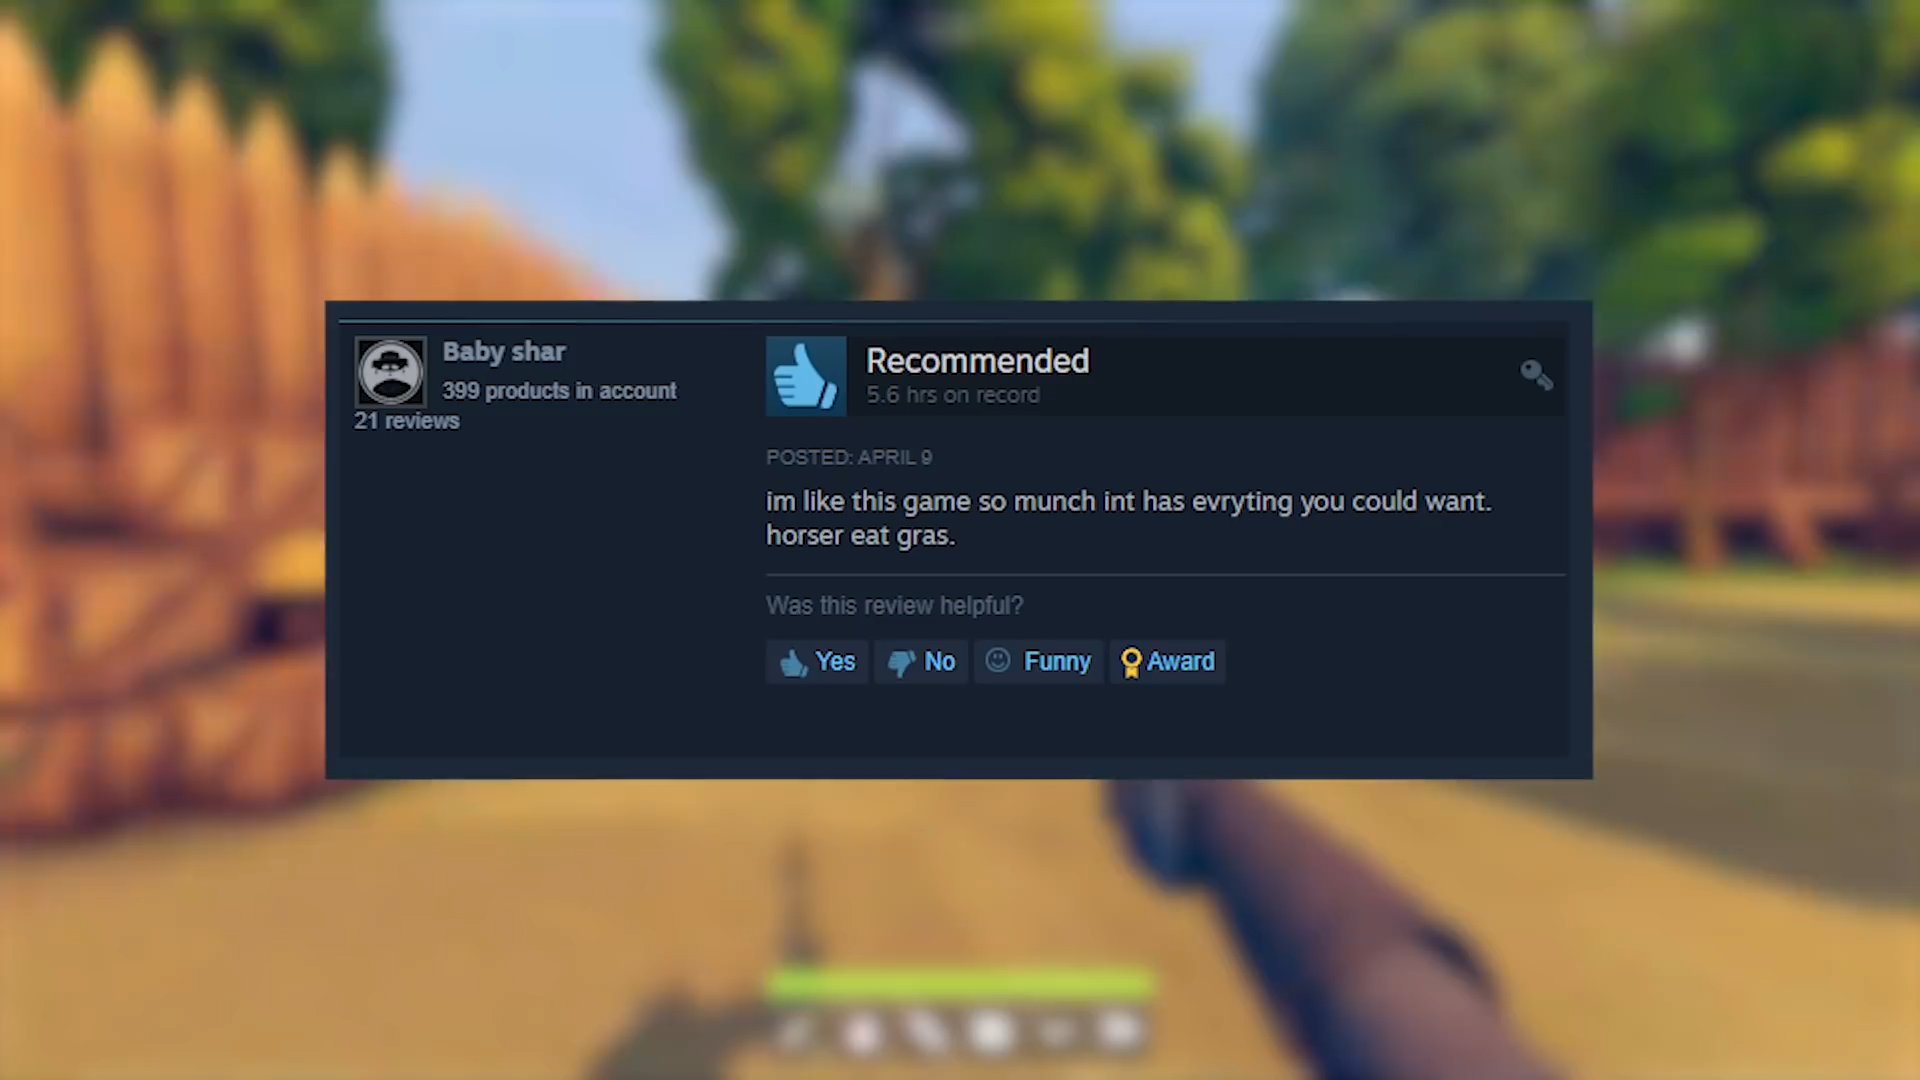 Baby shar
399 products in account
21 reviews
Recommended
5.6 hrs on record
POSTED: APRIL 9
im like this game so munch int has evryting you could want.
horser eat gras.
Was this review helpful?
Yes No Funny Award